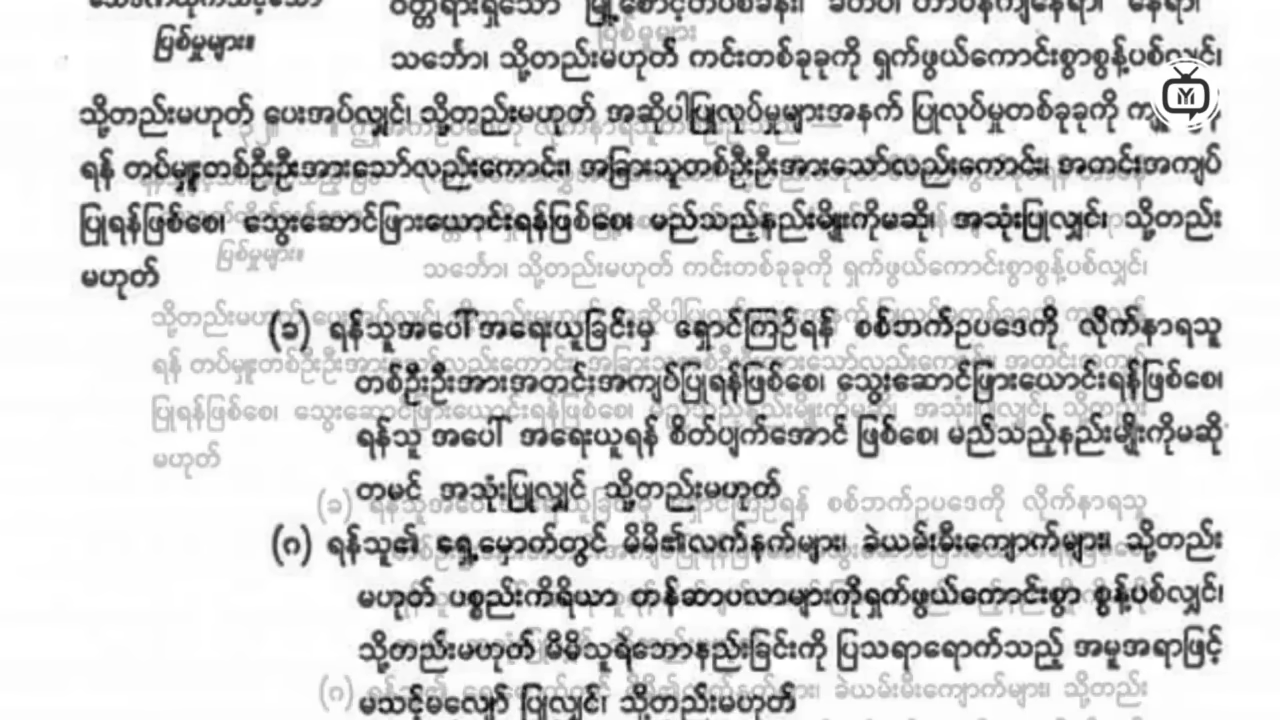 ပြစ်မှုများ။
သင်္ဘော၊ သို့တည်းမဟုတ် ကင်းတစ်ခုခုကို ရှက်ဖွယ်ကောင်းစွာစွန့်ပစ်လျှင်၊
သို့တည်းမဟုတ် ပေးအပ်လျှင်၊ သို့တည်းမဟုတ် အဆိုပါပြုလုပ်မှုများအနက် ပြုလုပ်မှုတစ်ခုခုကို
ရန် တပ်မှူးတစ်ဦးဦးအားသော်လည်းကောင်း၊ အခြားသူတစ်ဦးဦးအားသော်လည်းကောင်း၊ အတင်းအကျပ်
ပြုရန်ဖြစ်စေ၊ သွေးဆောင်ဖြားယောင်းရန်ဖြစ်စေ၊ မည်သည့်နည်းမျိုးကိုမဆို၊ အသုံးပြုလျှင်၊ သို့တည်း
မဟုတ်
(ခ) ရန်သူအပေါ် အရေးယူခြင်းမှ ရှောင်ကြဉ်ရန် စစ်ဘက်ဥပဒေကို လိုက်နာရသူ
တစ်ဦးဦးအားအတင်းအကျပ်ပြုရန်ဖြစ်စေ၊ သွေးဆောင်ဖြားယောင်းရန်ဖြစ်စေ၊
ရန်သူ အပေါ် အရေးယူရန် စိတ်ပျက်အောင် ဖြစ်စေ၊ မည်သည့်နည်းမျိုးကိုမဆို
တမင် အသုံးပြုလျှင် သို့တည်းမဟုတ်
(ဂ) ရန်သူ၏ ရှေ့မှောက်တွင် မိမိ၏လက်နက်များ၊ ခဲယမ်းမီးကျောက်များ၊ သို့တည်း
မဟုတ် ပစ္စည်းကိရိယာ တန်ဆာပလာများကိုရှက်ဖွယ်ကောင်းစွာ စွန့်ပစ်လျှင်၊
သို့တည်းမဟုတ် မိမိသူရဲဘောနည်းခြင်းကို ပြသရာရောက်သည့် အမူအရာဖြင့်
မသင့်မလျော် ပြုလျှင်၊ သို့တည်းမဟုတ်